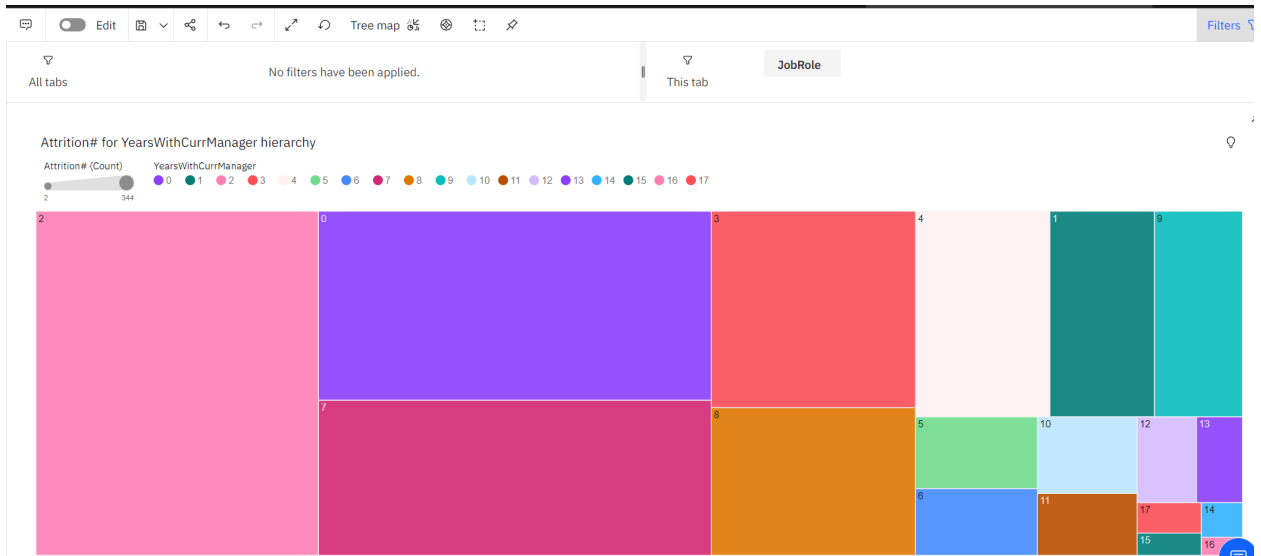 Edit
Tree map
Filters
All tabs
No filters have been applied.
This tab
JobRole
Attrition# for YearsWithCurrManager hierarchy
Attrition# (Count)
YearsWithCurrManager
2 344
0 1 2 3 4 5 6 7 8 9 10 11 12 13 14 15 16 17
2 0 3 4 1 9
7
8
5 10 12 13
6
11
17 14
15
16